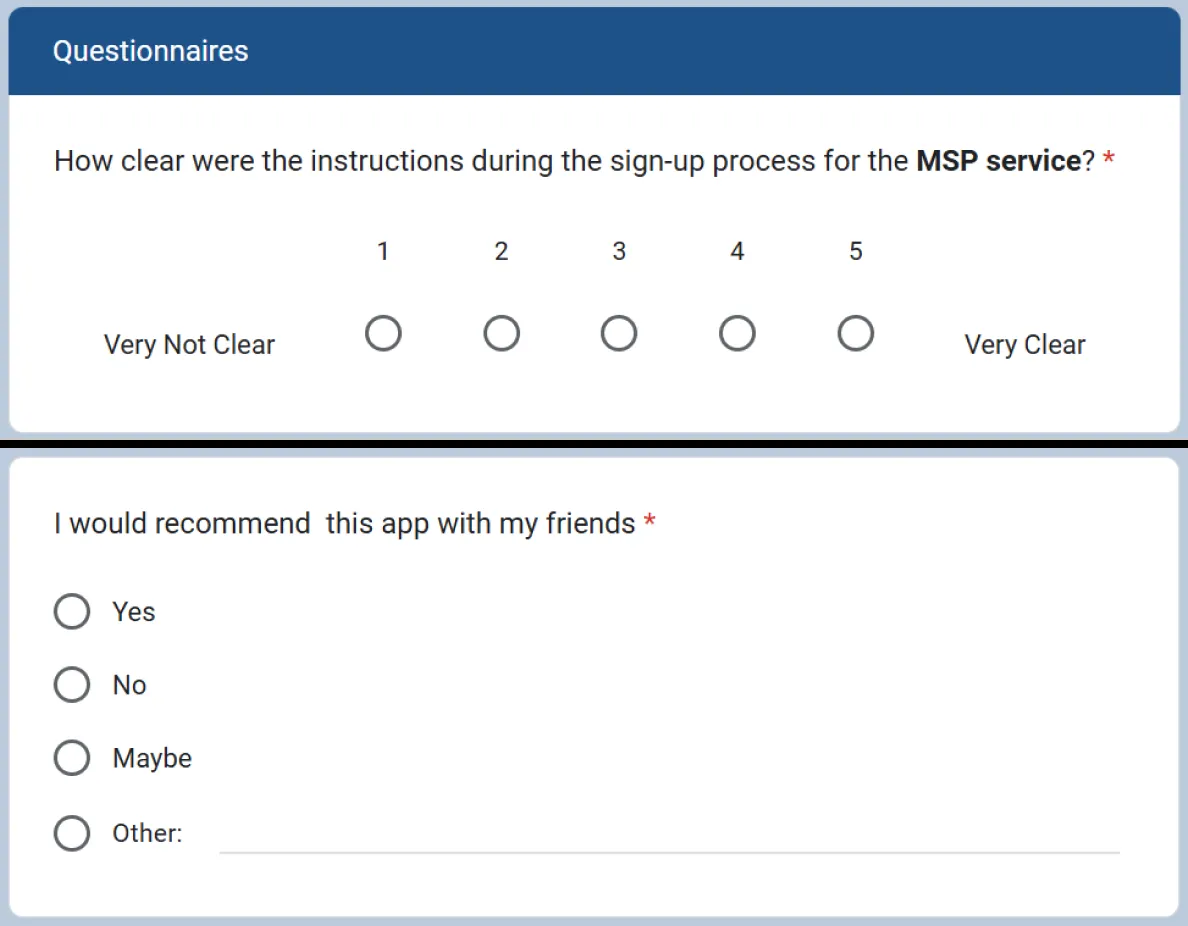 Questionnaires
How clear were the instructions during the sign-up process for the MSP service? *
1 2 3 4 5
Very Not Clear Very Clear
I would recommend  this app with my friends *
Yes
No
Maybe
Other: